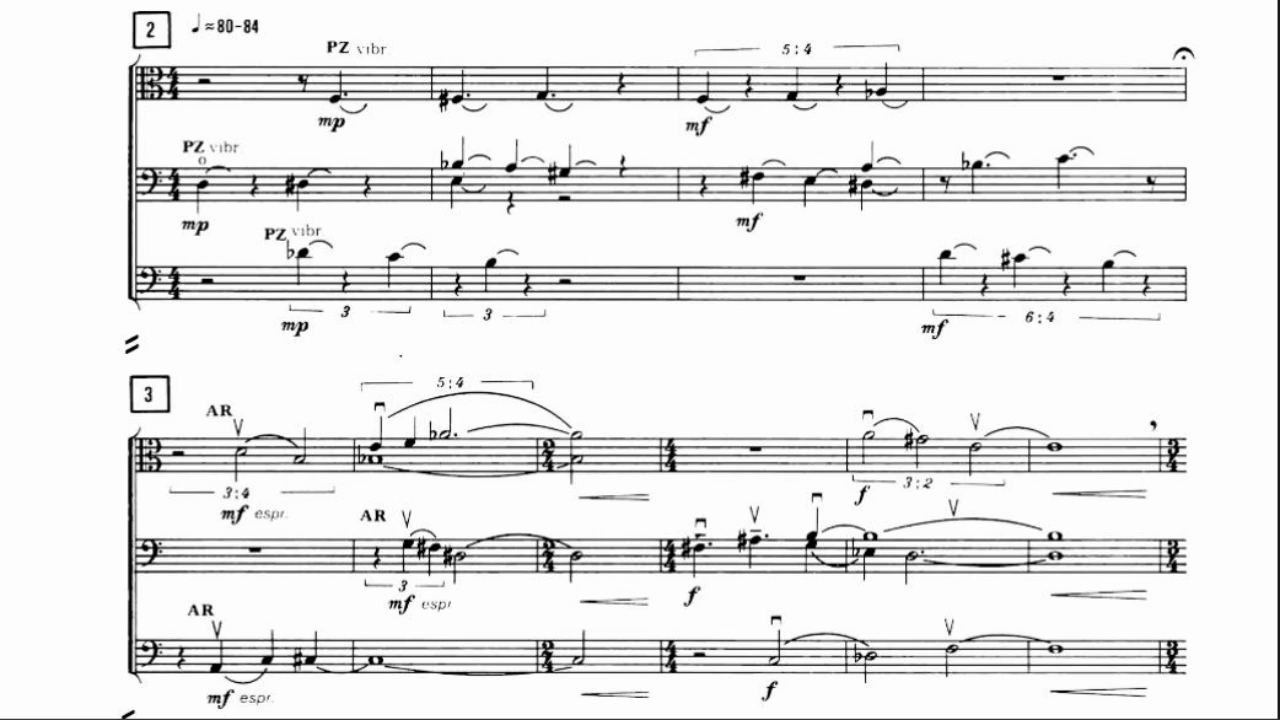 2 ♩≈80-84
PZ vibr
5:4
mp
mf
PZ vibr
mp
mf
PZ vibr.
3
3
6:4
mp
mf
3
AR
5:4
3:4
3:2
mf espr.
f
AR
3
mf espr
f
AR
mf espr.
f